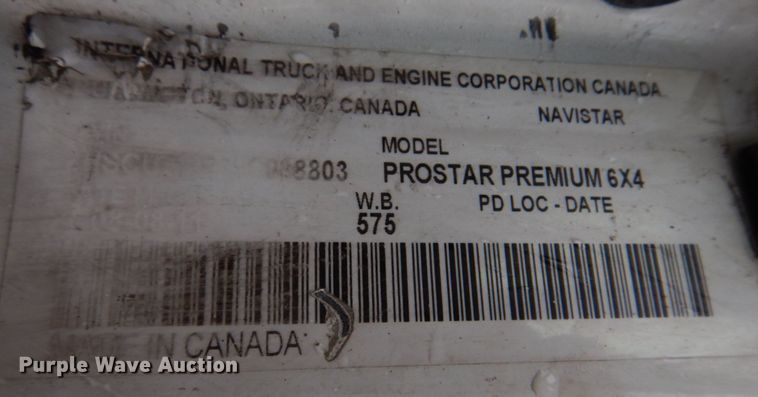 INTERNATIONAL TRUCK AND ENGINE CORPORATION CANADA
ONTARIO, CANADA NAVISTAR
MODEL
8803 PROSTAR PREMIUM 6X4
W.B. PD LOC - DATE
575
MADE IN CANADA
Purple Wave Auction